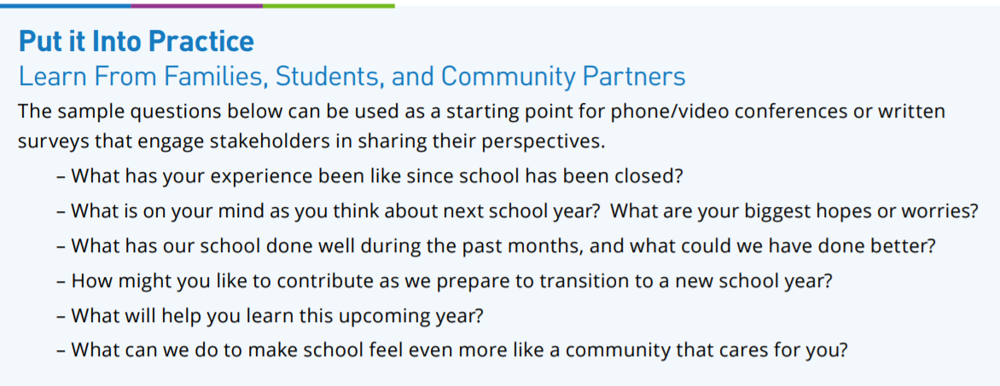 Put it Into Practice
Learn From Families, Students, and Community Partners
The sample questions below can be used as a starting point for phone/video conferences or written
surveys that engage stakeholders in sharing their perspectives.
– What has your experience been like since school has been closed?
– What is on your mind as you think about next school year?  What are your biggest hopes or worries?
– What has our school done well during the past months, and what could we have done better?
– How might you like to contribute as we prepare to transition to a new school year?
– What will help you learn this upcoming year?
– What can we do to make school feel even more like a community that cares for you?